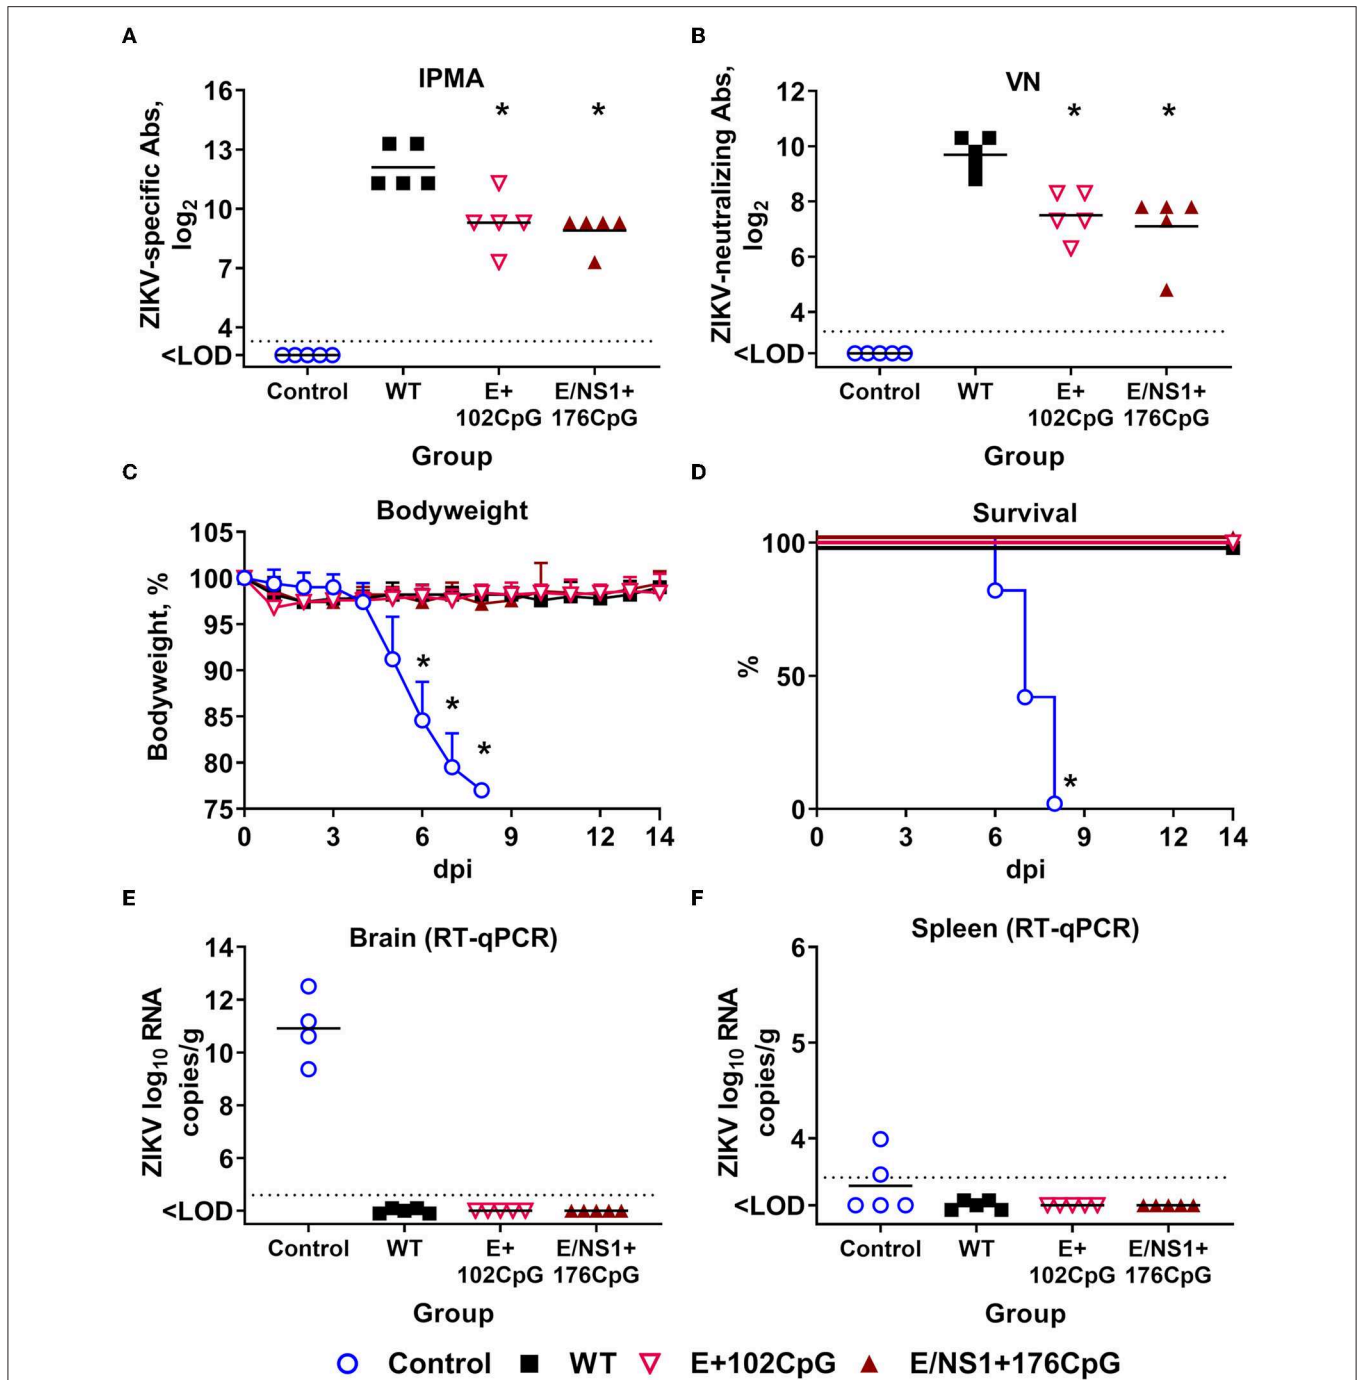 A
IPMA
ZIKV-specific Abs,
log2
16
13
10
7
4
<LOD
*
*
Control
WT
E+
102CpG
E/NS1+
176CpG
Group
B
VN
ZIKV-neutralizing Abs,
log2
12
10
8
6
4
<LOD
*
*
Control
WT
E+
102CpG
E/NS1+
176CpG
Group
C
Bodyweight
Bodyweight, %
105
100
95
90
85
80
75
*
*
*
0
3
6
9
12
14
dpi
D
Survival
%
100
50
0
*
0
3
6
9
12
14
dpi
E
Brain (RT-qPCR)
ZIKV log10 RNA
copies/g
14
12
10
8
6
<LOD
Control
WT
E+
102CpG
E/NS1+
176CpG
Group
F
Spleen (RT-qPCR)
ZIKV log10 RNA
copies/g
6
5
4
<LOD
Control
WT
E+
102CpG
E/NS1+
176CpG
Group
Control WT E+102CpG E/NS1+176CpG